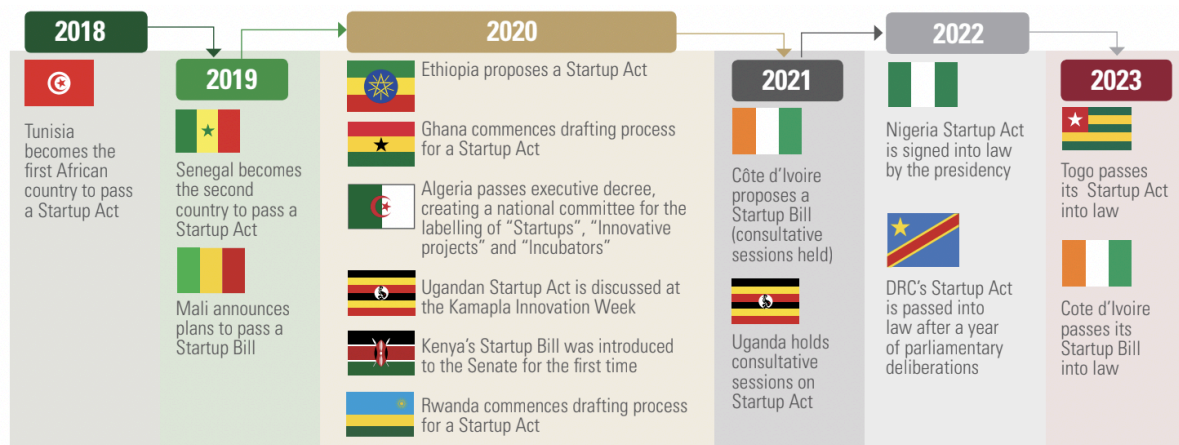 2018
Tunisia
becomes the
first African
country to pass
a Startup Act
2019
Senegal becomes
the second
country to pass a
Startup Act
Mali announces
plans to pass a
Startup Bill
2020
Ethiopia proposes a Startup Act
Ghana commences drafting process
for a Startup Act
Algeria passes executive decree,
creating a national committee for the
labelling of “Startups”, “Innovative
projects” and “Incubators”
Ugandan Startup Act is discussed at
the Kamapla Innovation Week
Kenya’s Startup Bill was introduced
to the Senate for the first time
Rwanda commences drafting process
for a Startup Act
2021
Côte d’Ivoire
proposes a
Startup Bill
(consultative
sessions held)
Uganda holds
consultative
sessions on
Startup Act
2022
Nigeria Startup Act
is signed into law
by the presidency
DRC’s Startup Act
is passed into
law after a year
of parliamentary
deliberations
2023
Togo passes
its Startup Act
into law
Cote d’Ivoire
passes its
Startup Bill
into law